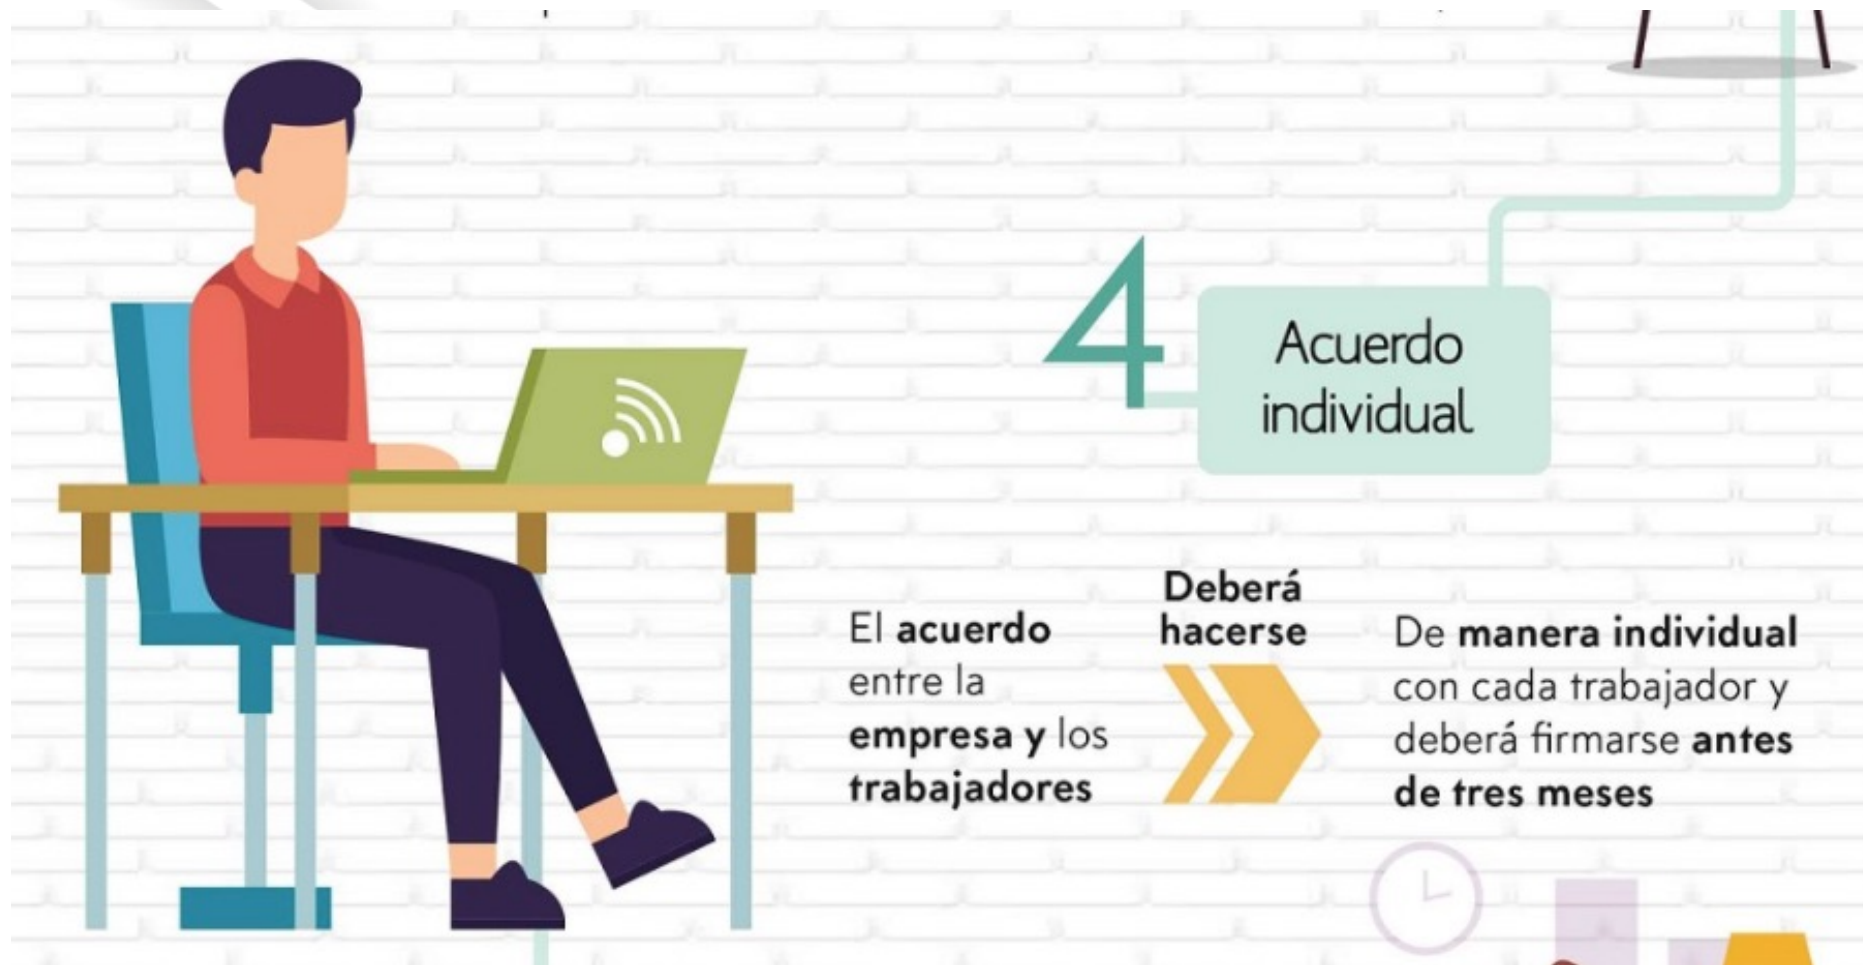 4
Acuerdo
individual
El acuerdo
entre la
empresa y los
trabajadores
Deberá
hacerse
De manera individual
con cada trabajador y
deberá firmarse antes
de tres meses